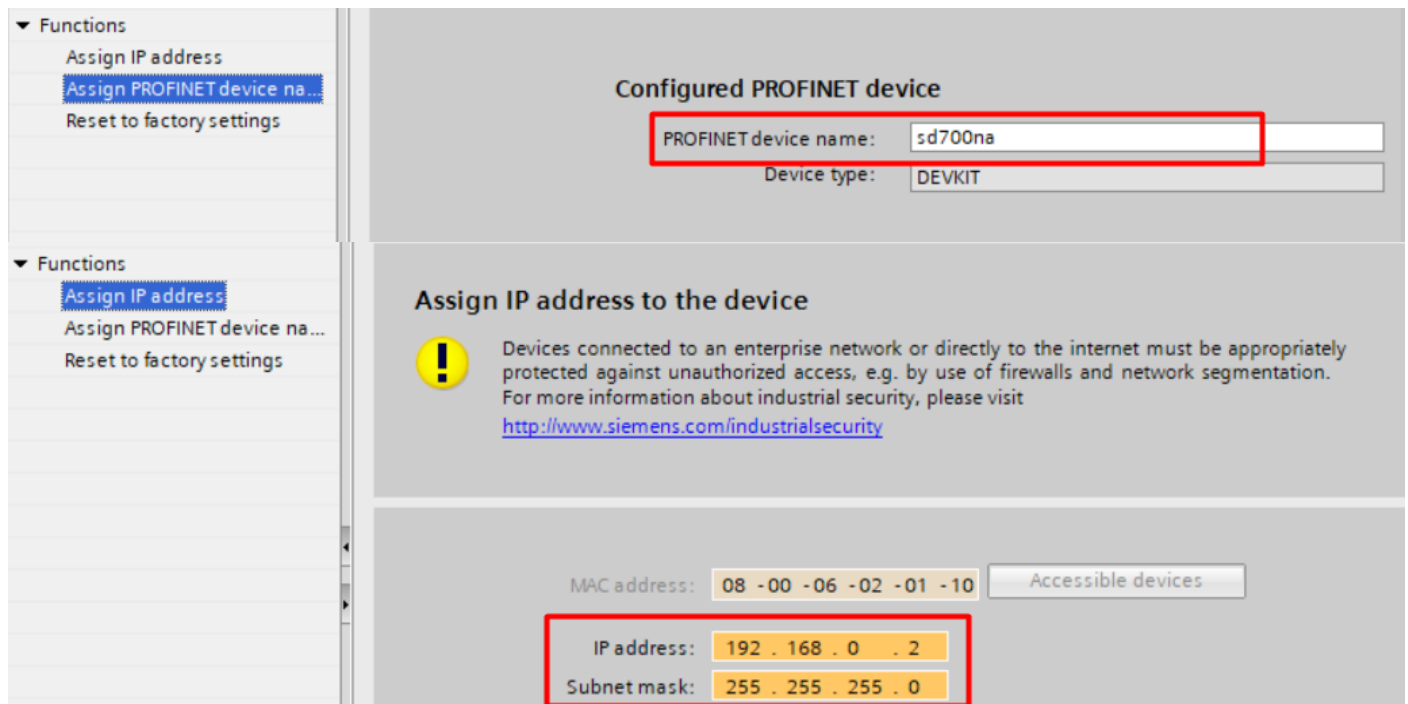 Functions
Assign IP address
Assign PROFINET device na...
Reset to factory settings
Configured PROFINET device
PROFINET device name: sd700na
Device type: DEVKIT
Functions
Assign IP address
Assign PROFINET device na...
Reset to factory settings
Assign IP address to the device
Devices connected to an enterprise network or directly to the internet must be appropriately
protected against unauthorized access, e.g. by use of firewalls and network segmentation.
For more information about industrial security, please visit
http://www.siemens.com/industrialsecurity
MAC address: 08 -00 -06 -02 -01 -10 Accessible devices
IP address: 192 . 168 . 0 . 2
Subnet mask: 255 . 255 . 255 . 0